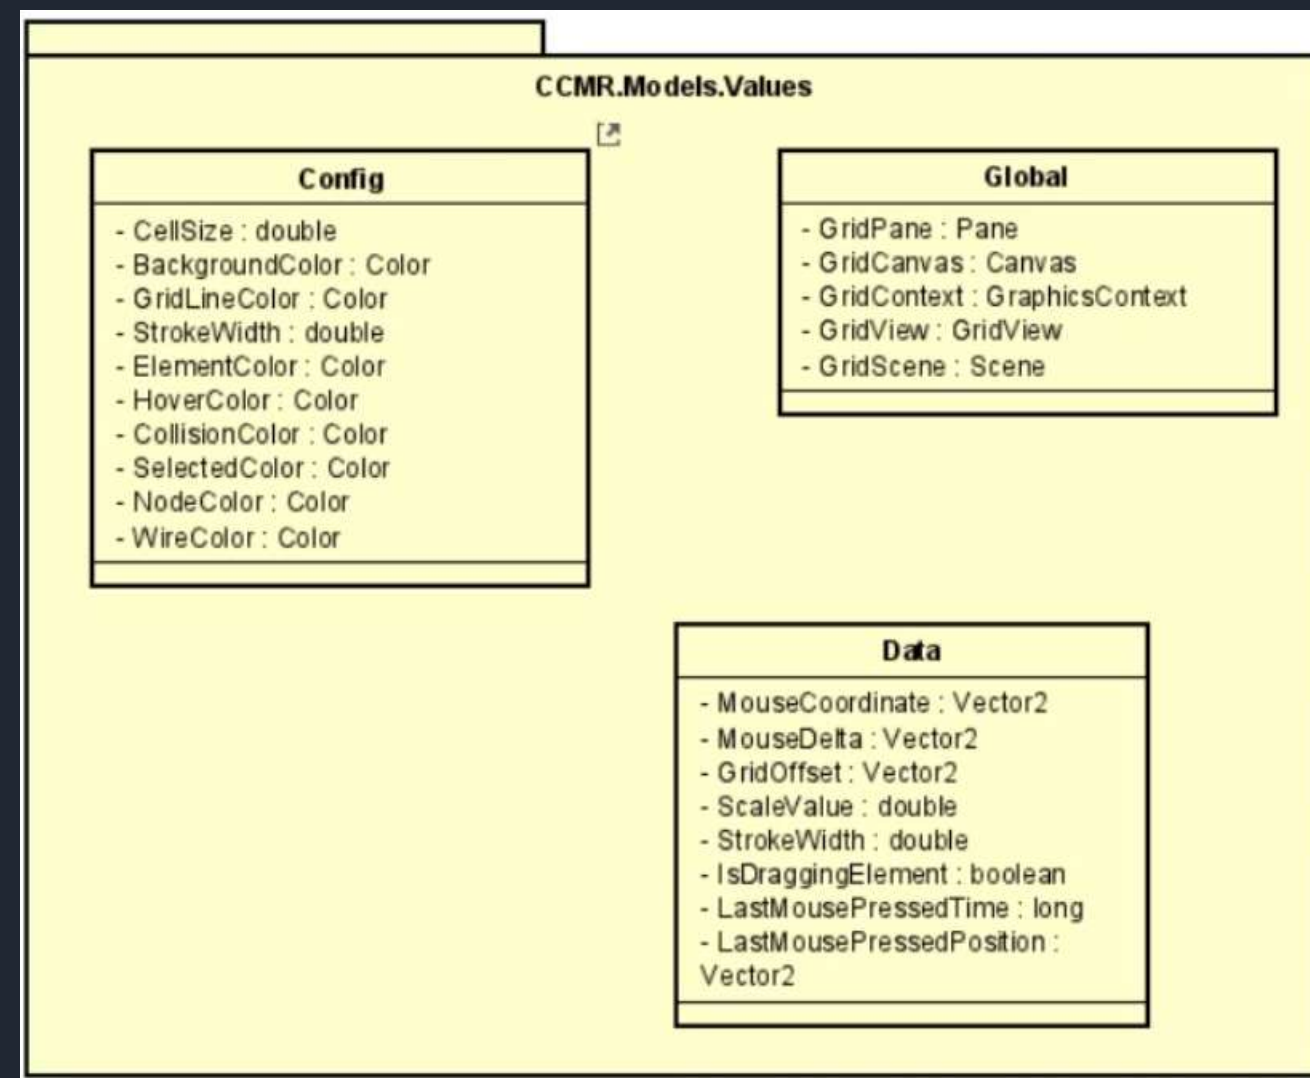 CCMR.Models.Values
Config
- CellSize : double
- BackgroundColor : Color
- GridLineColor : Color
- StrokeWidth : double
- ElementColor : Color
- HoverColor : Color
- CollisionColor : Color
- SelectedColor : Color
- NodeColor : Color
- WireColor : Color
Global
- GridPane : Pane
- GridCanvas : Canvas
- GridContext : GraphicsContext
- GridView : GridView
- GridScene : Scene
Data
- MouseCoordinate : Vector2
- MouseDelta : Vector2
- GridOffset : Vector2
- ScaleValue : double
- StrokeWidth : double
- IsDraggingElement : boolean
- LastMousePressedTime : long
- LastMousePressedPosition :
Vector2